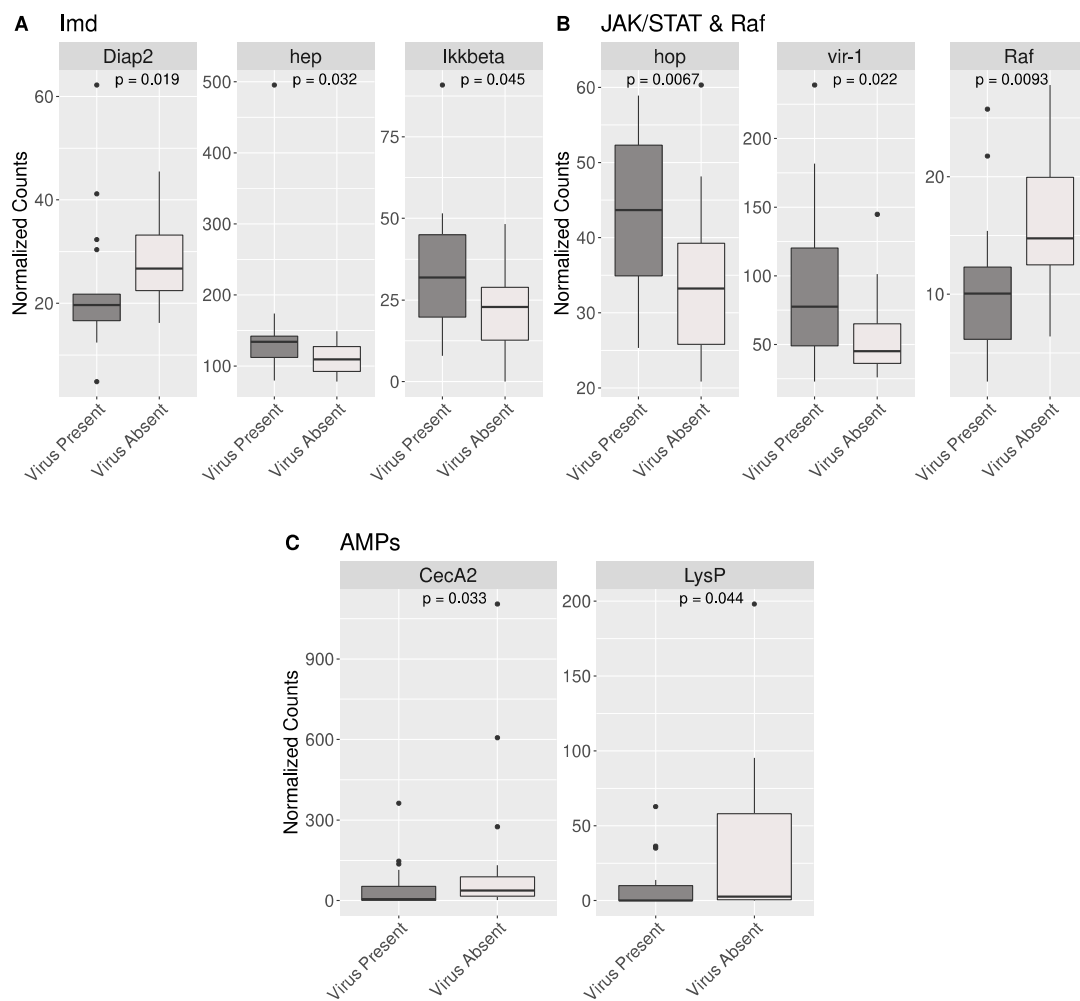 A Imd
B JAK/STAT & Raf
Diap2 hep Ikkbeta hop vir-1 Raf
p = 0.019 p = 0.032 p = 0.045 p = 0.0067 p = 0.022 p = 0.0093
Normalized Counts
60
40
20
500
400
300
200
100
75
50
25
0
Normalized Counts
60
50
40
30
20
200
150
100
50
20
10
Virus Present Virus Absent Virus Present Virus Absent Virus Present Virus Absent Virus Present Virus Absent Virus Present Virus Absent Virus Present Virus Absent
C AMPs
CecA2 LysP
p = 0.033 p = 0.044
Normalized Counts
900
600
300
0
200
150
100
50
0
Virus Present Virus Absent Virus Present Virus Absent